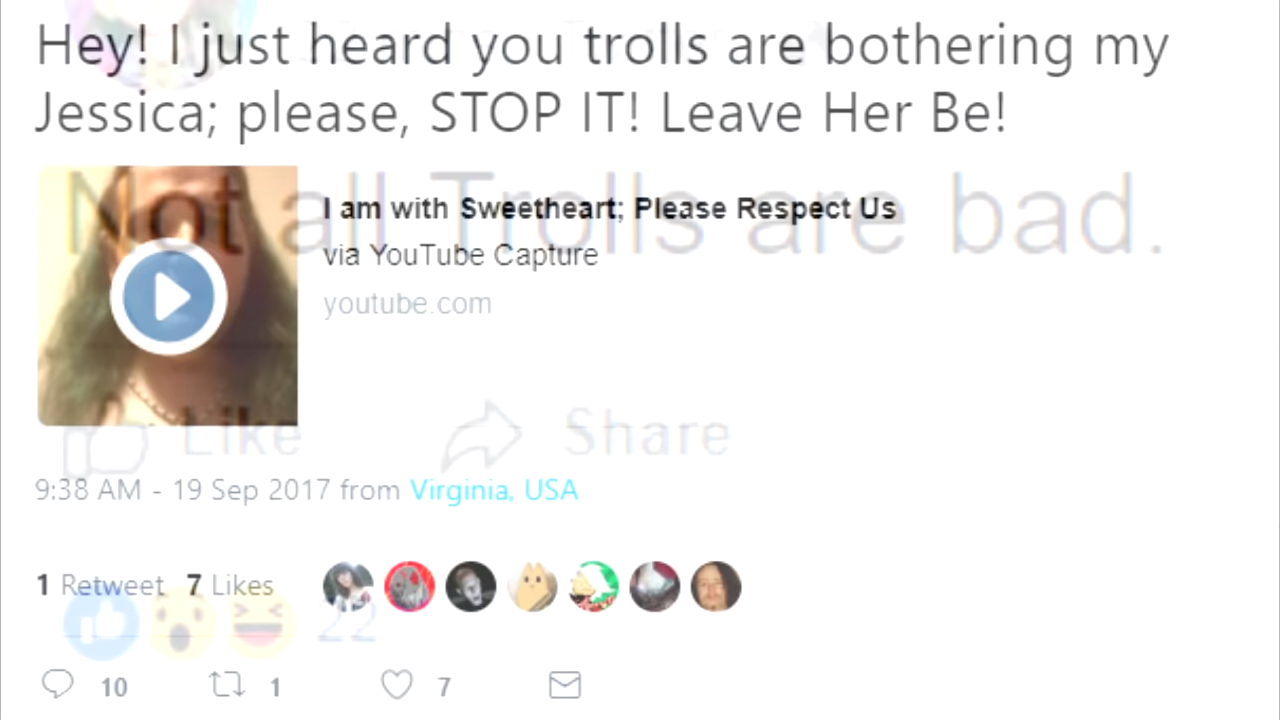 Hey! I just heard you trolls are bothering my
Jessica; please, STOP IT! Leave Her Be!
Not all Trolls are bad.
I am with Sweetheart; Please Respect Us
via YouTube Capture
youtube.com
Like Share
9:38 AM - 19 Sep 2017 from Virginia, USA
1 Retweet 7 Likes
22
10 1 7